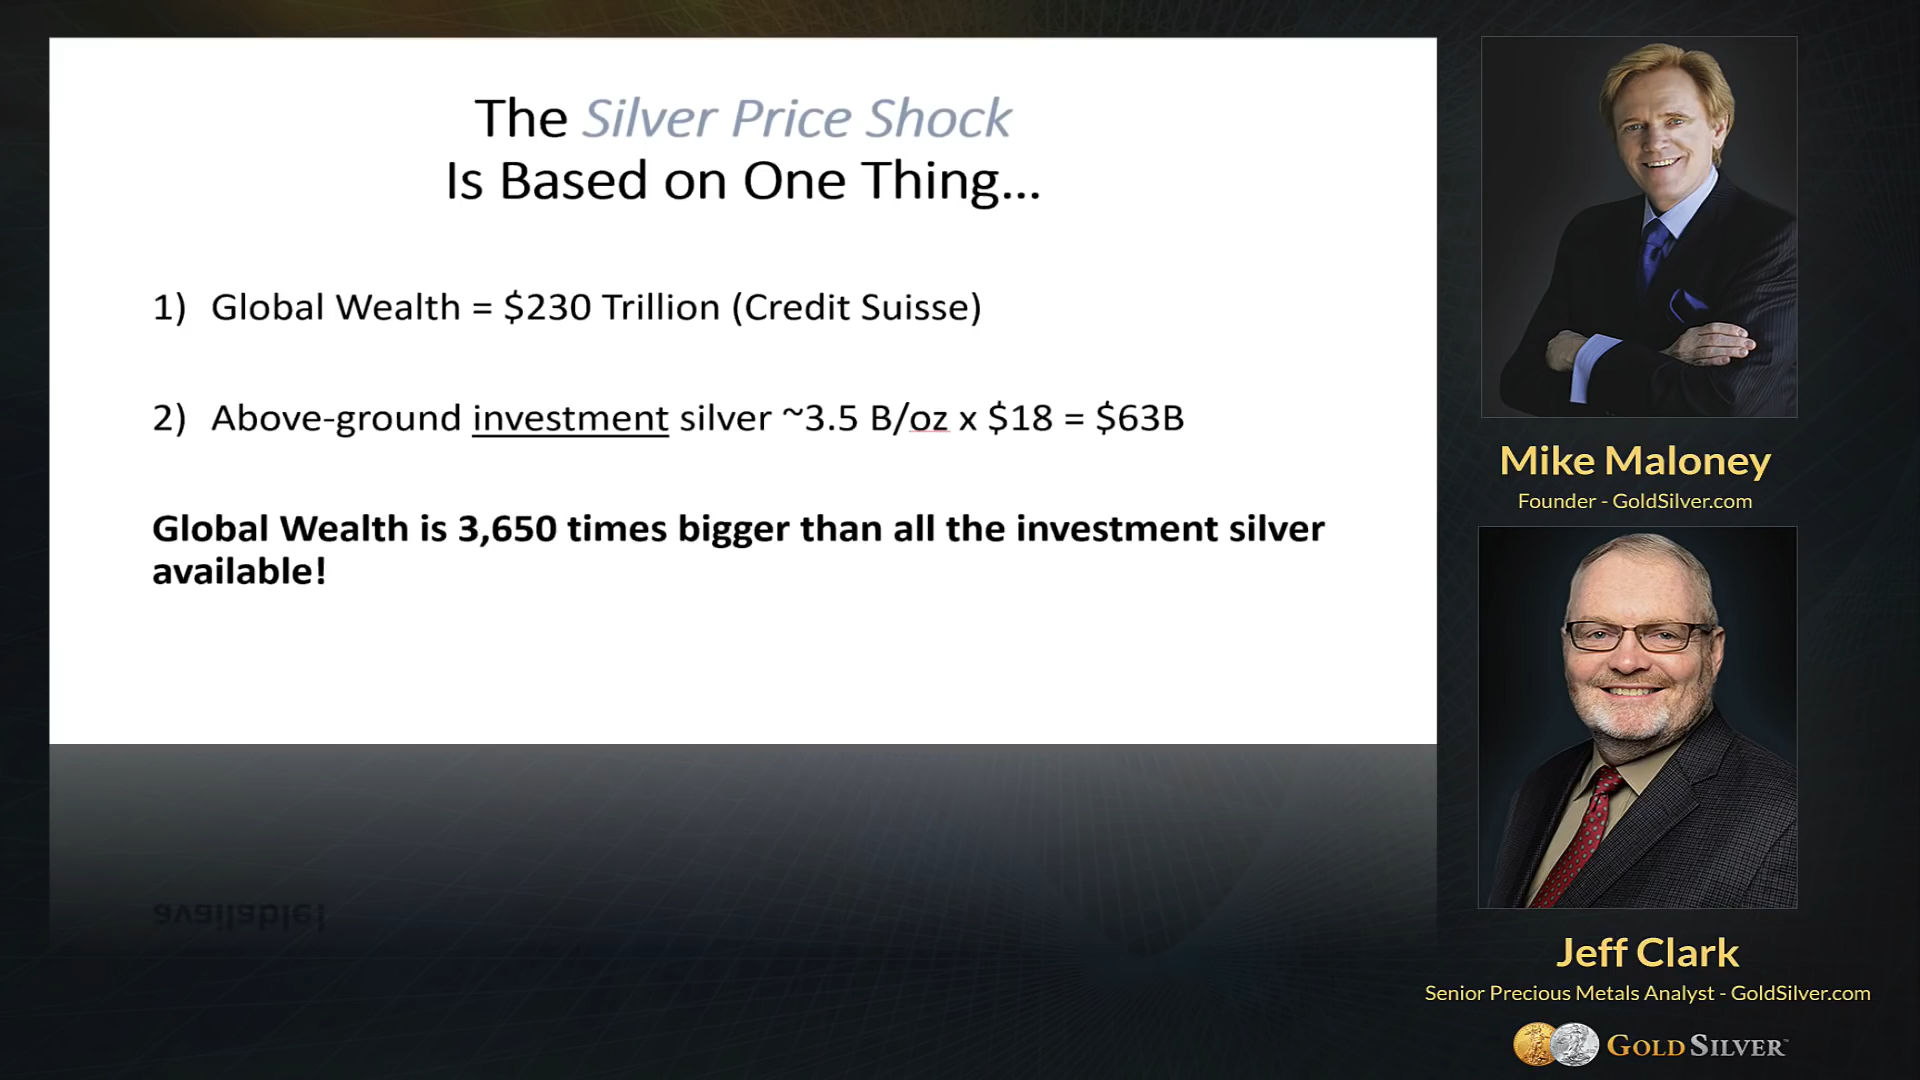 The Silver Price Shock
Is Based on One Thing...
1) Global Wealth = $230 Trillion (Credit Suisse)
2) Above-ground investment silver ~3.5 B/oz x $18 = $63B
Global Wealth is 3,650 times bigger than all the investment silver
available!
available!
Mike Maloney
Founder - GoldSilver.com
Jeff Clark
Senior Precious Metals Analyst - GoldSilver.com
GOLDSILVER